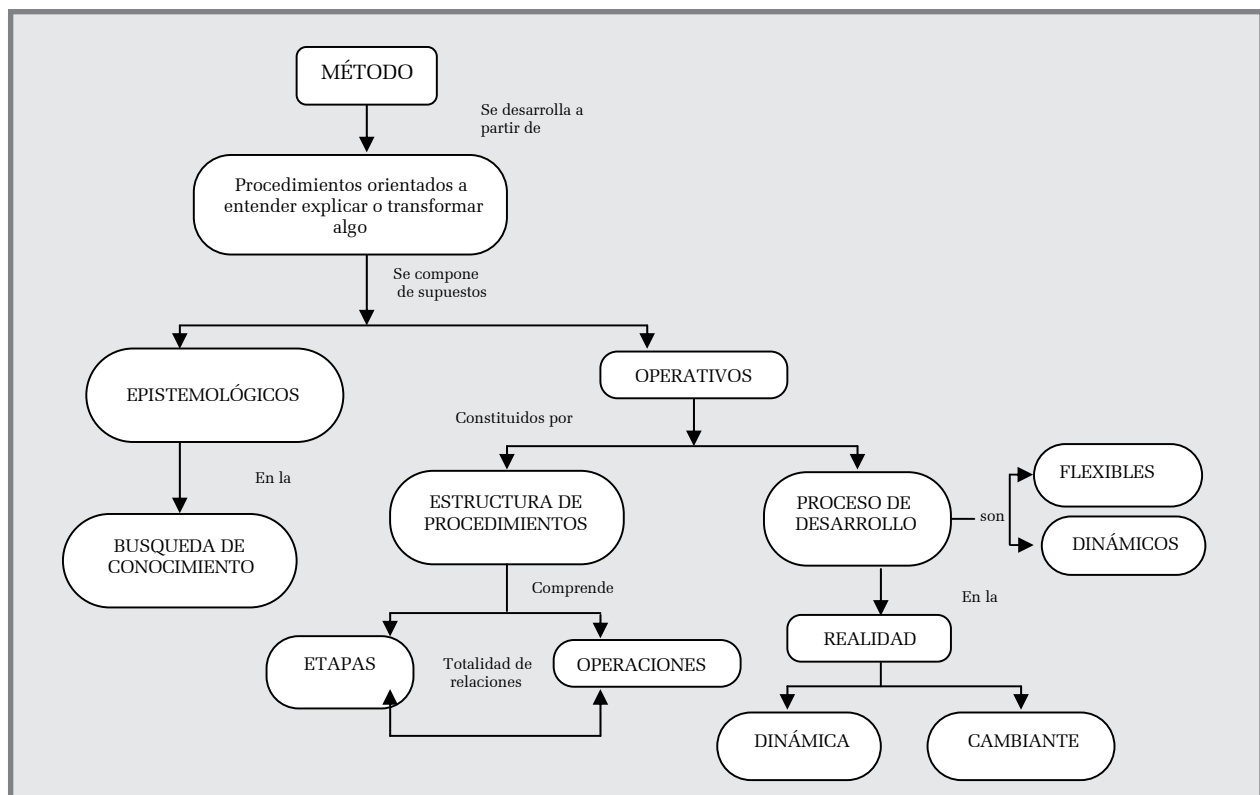 MÉTODO
Se desarrolla a
partir de
Procedimientos orientados a
entender explicar o transformar
algo
Se compone
de supuestos
EPISTEMOLÓGICOS
OPERATIVOS
Constituidos por
En la
BUSQUEDA DE
CONOCIMIENTO
ESTRUCTURA DE
PROCEDIMIENTOS
PROCESO DE
DESARROLLO
son
FLEXIBLES
DINÁMICOS
Comprende
En la
ETAPAS
Totalidad de
relaciones
OPERACIONES
REALIDAD
DINÁMICA
CAMBIANTE